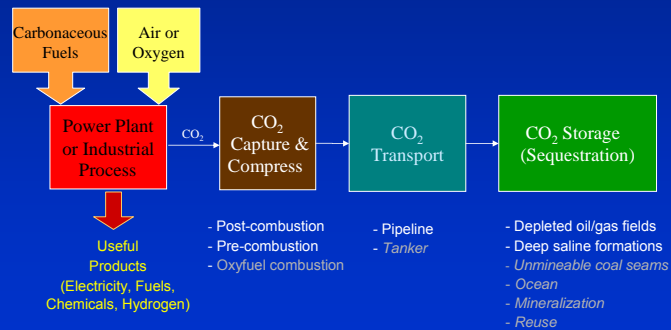 Carbonaceous
Fuels
Air or
Oxygen
Power Plant
or Industrial
Process
CO2
CO2
Capture &
Compress
CO2
Transport
CO2 Storage
(Sequestration)
Useful
Products
(Electricity, Fuels,
Chemicals, Hydrogen)
- Post-combustion
- Pre-combustion
- Oxyfuel combustion
- Pipeline
- Tanker
- Depleted oil/gas fields
- Deep saline formations
- Unmineable coal seams
- Ocean
- Mineralization
- Reuse